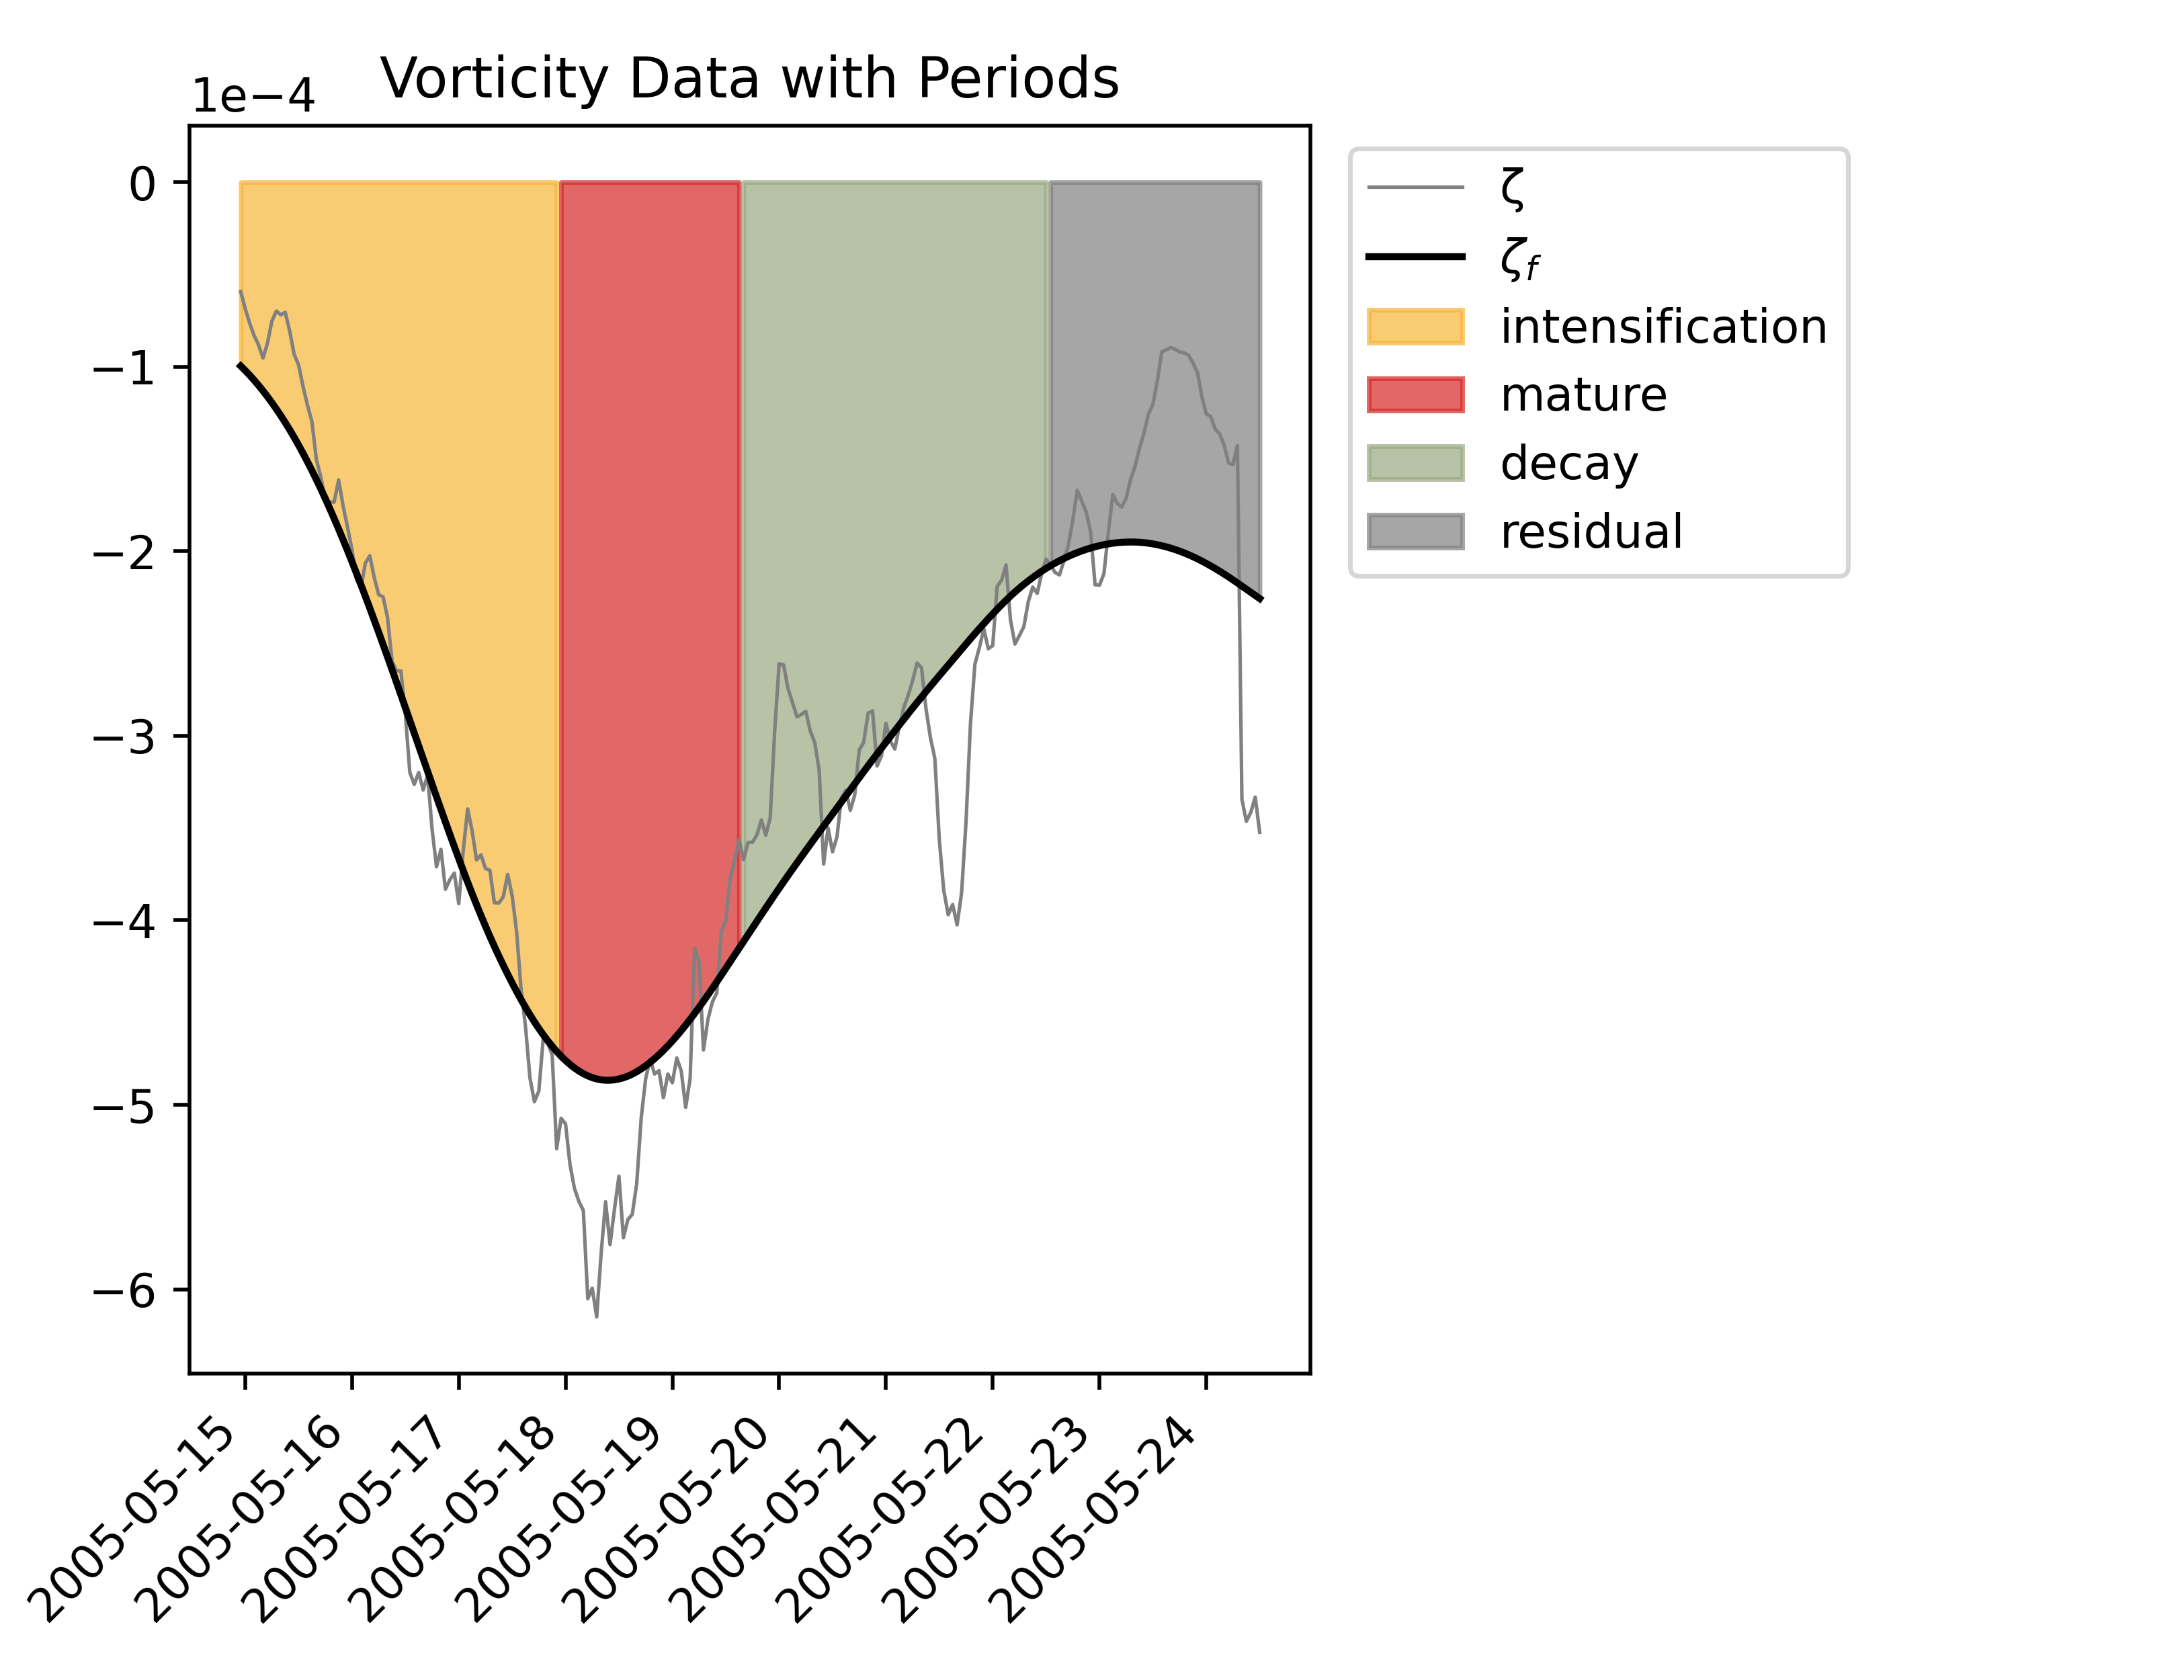 Vorticity Data with Periods
1e−4
0
−1
−2
−3
−4
−5
−6
2005-05-15
2005-05-16
2005-05-17
2005-05-18
2005-05-19
2005-05-20
2005-05-21
2005-05-22
2005-05-23
2005-05-24
ζ
ζf
intensification
mature
decay
residual